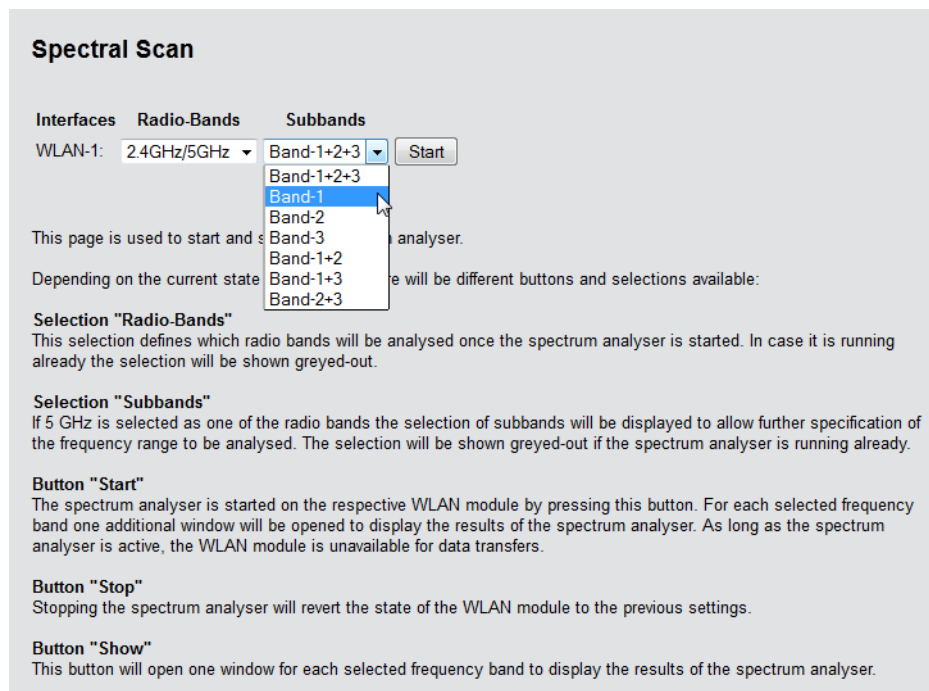 Spectral Scan
Interfaces Radio-Bands Subbands
WLAN-1: 2.4GHz/5GHz Band-1+2+3 Start
Band-1+2+3
Band-1
Band-2
Band-3
Band-1+2
Band-1+3
Band-2+3
This page is used to start and analyser.
Depending on the current state will be different buttons and selections available:
Selection "Radio-Bands"
This selection defines which radio bands will be analysed once the spectrum analyser is started. In case it is running
already the selection will be shown greyed-out.
Selection "Subbands"
If 5 GHz is selected as one of the radio bands the selection of subbands will be displayed to allow further specification of
the frequency range to be analysed. The selection will be shown greyed-out if the spectrum analyser is running already.
Button "Start"
The spectrum analyser is started on the respective WLAN module by pressing this button. For each selected frequency
band one additional window will be opened to display the results of the spectrum analyser. As long as the spectrum
analyser is active, the WLAN module is unavailable for data transfers.
Button "Stop"
Stopping the spectrum analyser will revert the state of the WLAN module to the previous settings.
Button "Show"
This button will open one window for each selected frequency band to display the results of the spectrum analyser.